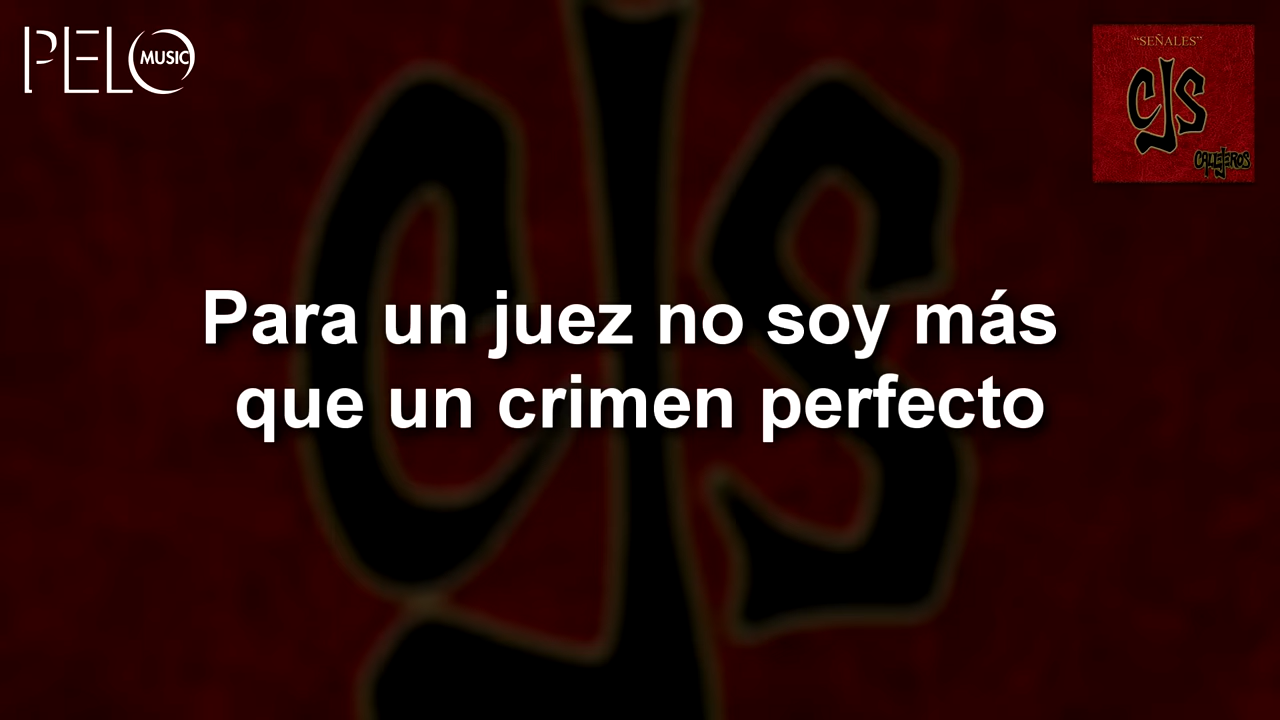 PELO MUSIC
"SEÑALES"
CJS
CALLEJEROS
Para un juez no soy más
que un crimen perfecto